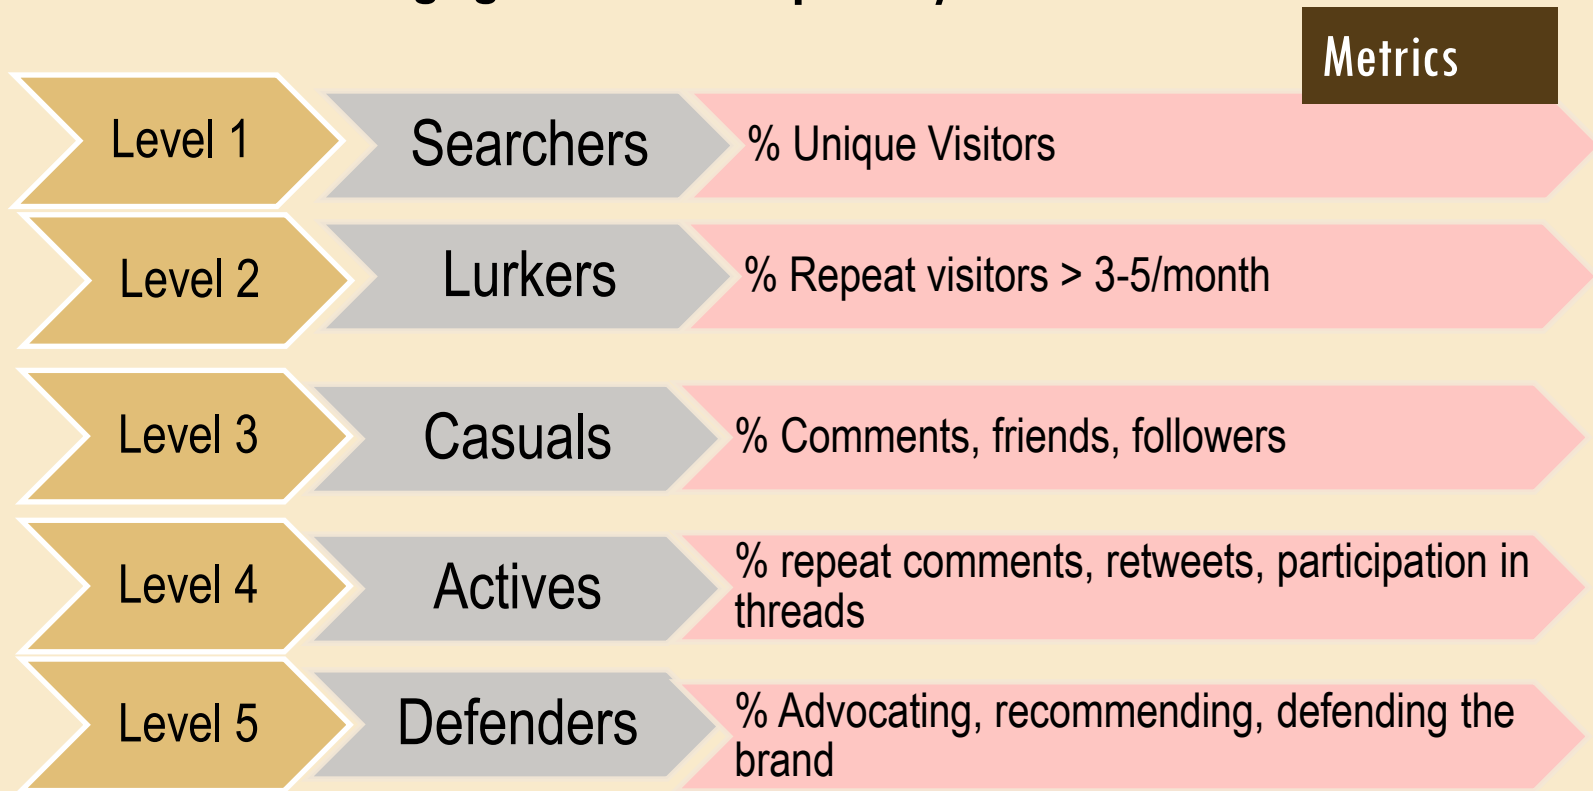 Metrics
Level 1
Searchers
% Unique Visitors
Level 2
Lurkers
% Repeat visitors > 3-5/month
Level 3
Casuals
% Comments, friends, followers
Level 4
Actives
% repeat comments, retweets, participation in
threads
Level 5
Defenders
% Advocating, recommending, defending the
brand